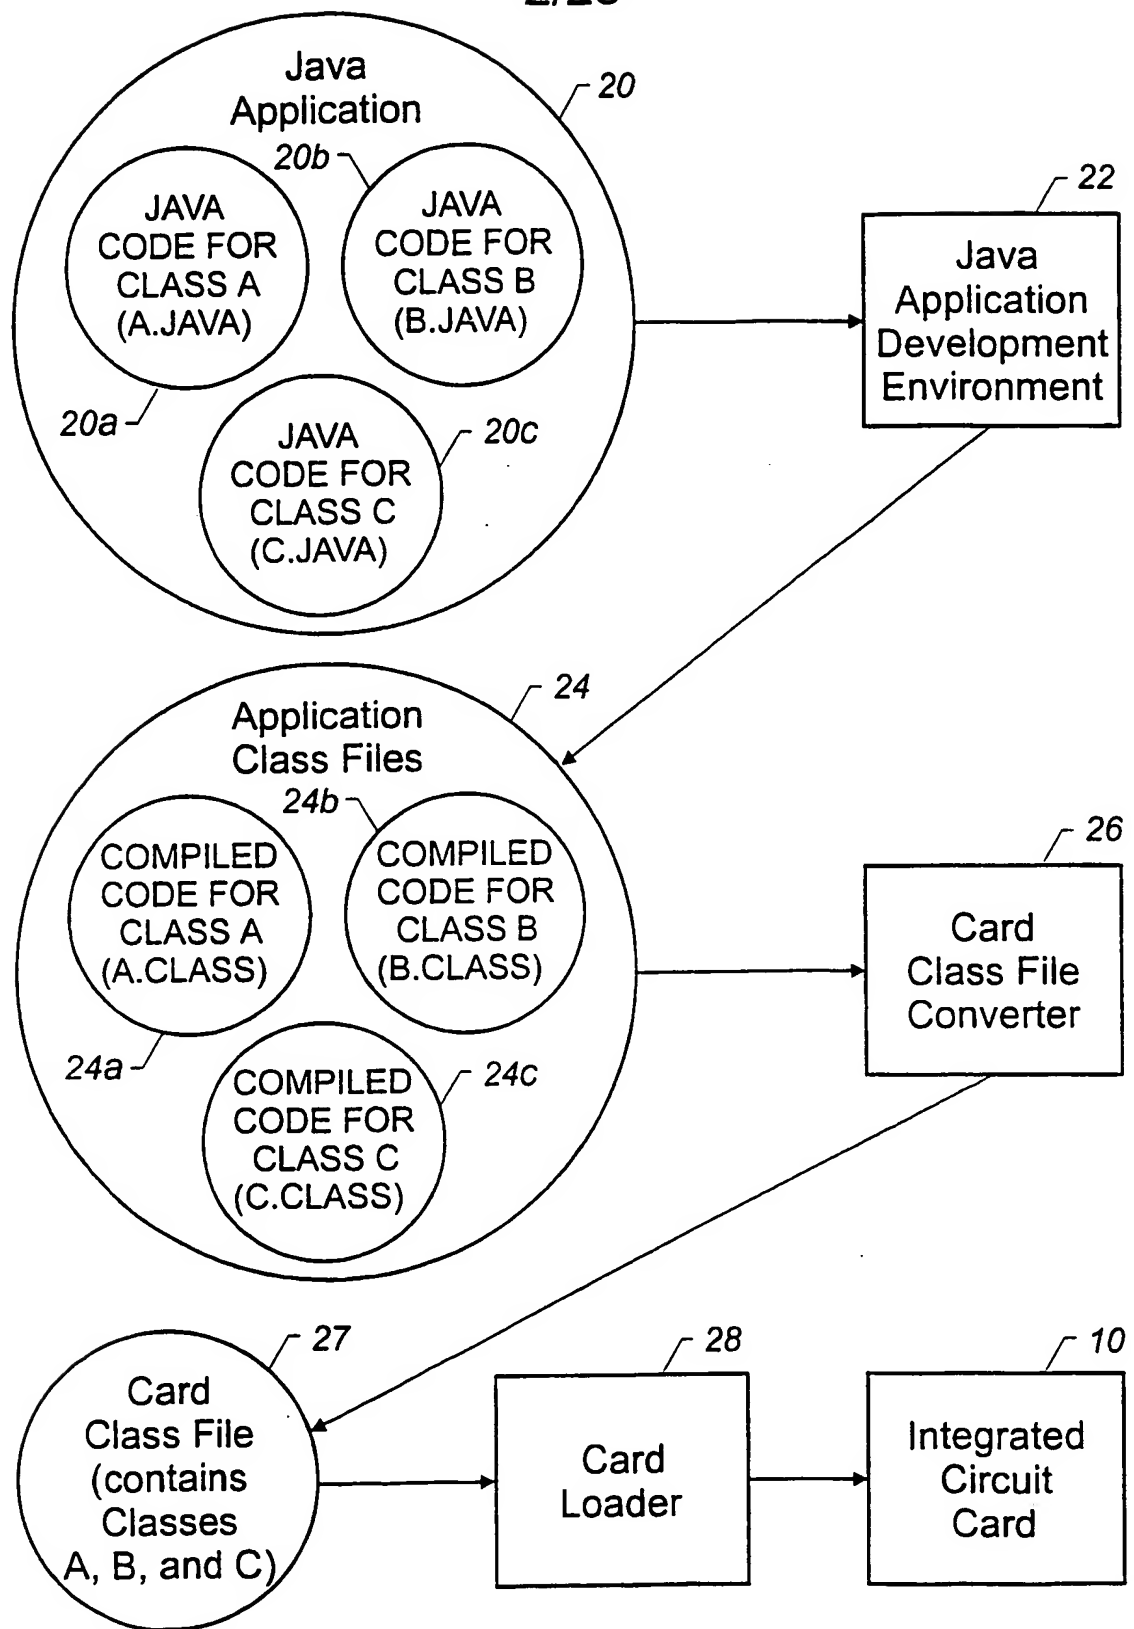 Java
Application
20
20b
JAVA
CODE FOR
CLASS A
(A.JAVA)
JAVA
CODE FOR
CLASS B
(B.JAVA)
20a
JAVA
CODE FOR
CLASS C
(C.JAVA)
20c
22
Java
Application
Development
Environment
24
Application
Class Files
24b
COMPILED
CODE FOR
CLASS A
(A.CLASS)
COMPILED
CODE FOR
CLASS B
(B.CLASS)
24a
COMPILED
CODE FOR
CLASS C
(C.CLASS)
24c
26
Card
Class File
Converter
27
Card
Class File
(contains
Classes
A, B, and C)
28
Card
Loader
10
Integrated
Circuit
Card